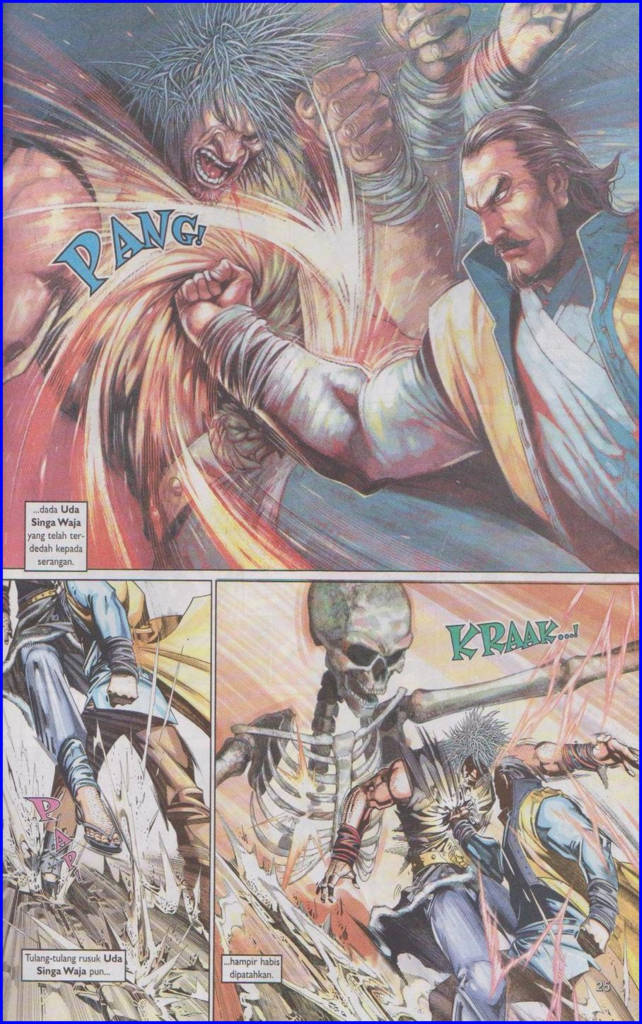 PANG!
...dada Uda
Singa Waja
yang telah ter-
dedah kepada
serangan.
PAP
Tulang-tulang rusuk Uda
Singa Waja pun...
KRAAK...!
...hampir habis
dipatahkan.
25